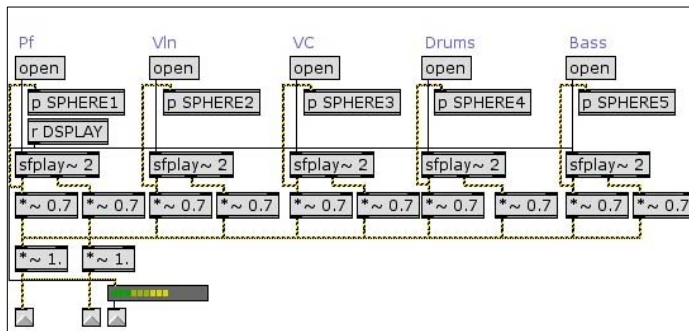 Pf Vln VC Drums Bass
open open open open open
p SPHERE1 p SPHERE2 p SPHERE3 p SPHERE4 p SPHERE5
r DSPLAY
sfplay~ 2 sfplay~ 2 sfplay~ 2 sfplay~ 2 sfplay~ 2
*~ 0.7 *~ 0.7 *~ 0.7 *~ 0.7 *~ 0.7 *~ 0.7 *~ 0.7 *~ 0.7 *~ 0.7 *~ 0.7
*~ 1. *~ 1.